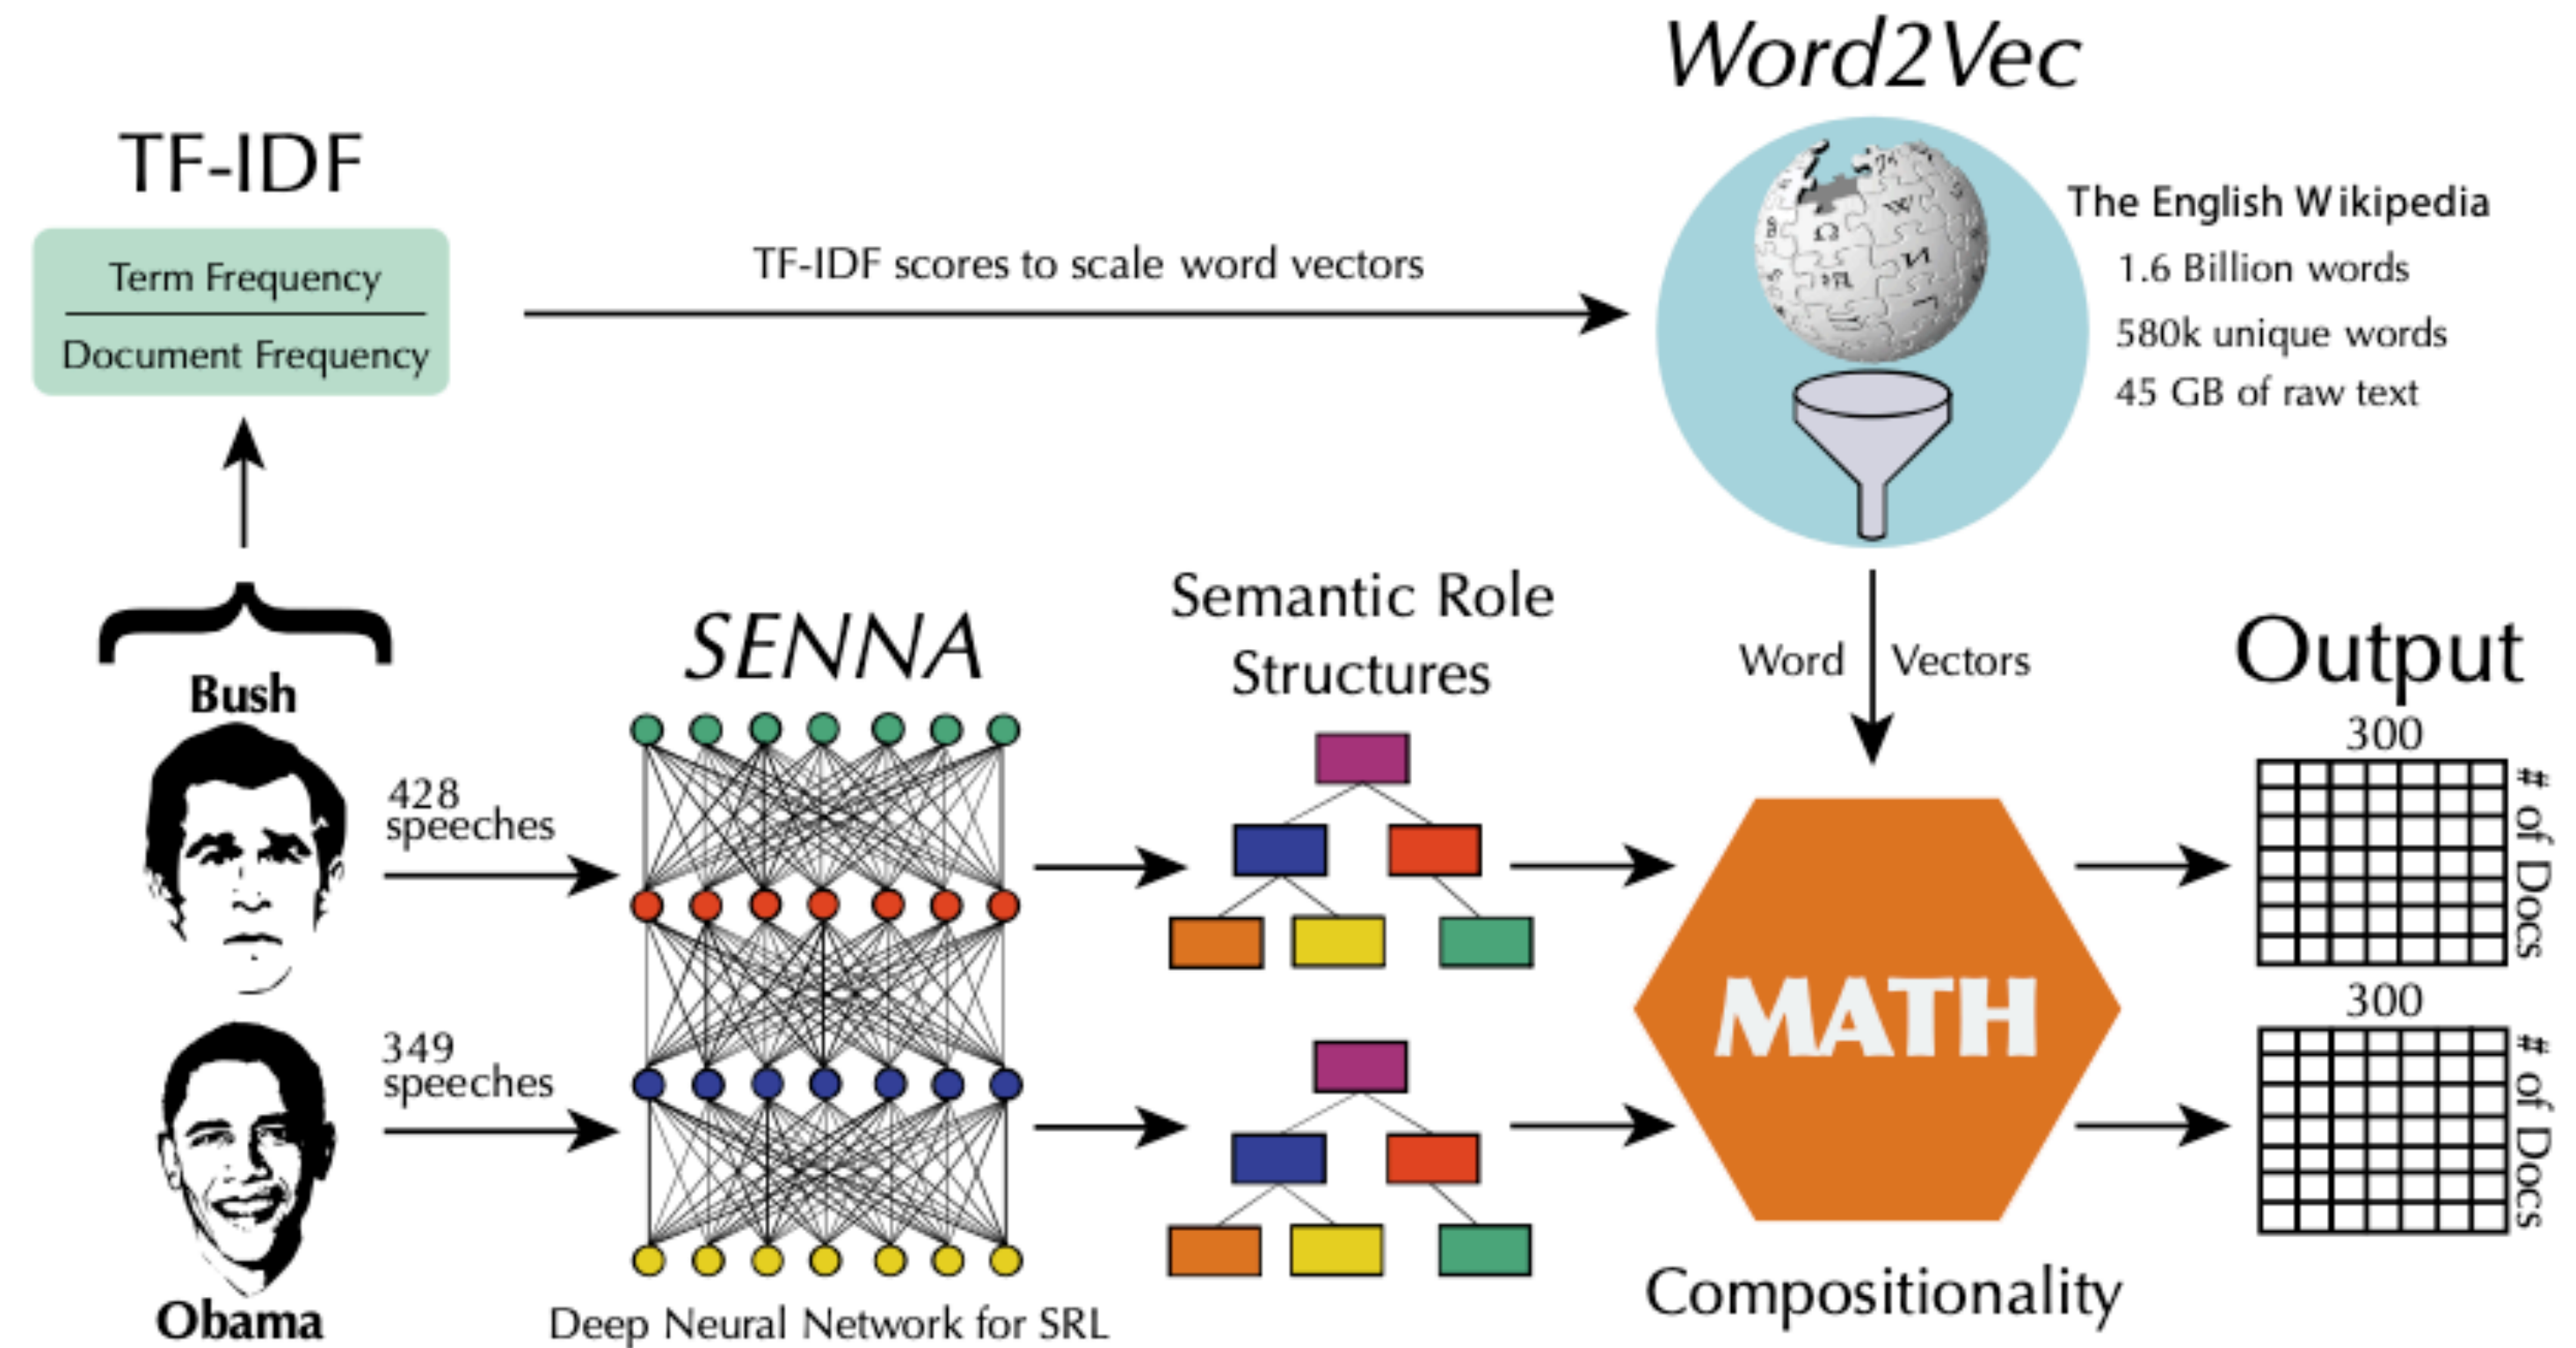 Word2Vec
TF-IDF
Term Frequency
Document Frequency
TF-IDF scores to scale word vectors
The English Wikipedia
1.6 Billion words
580k unique words
45 GB of raw text
Bush
428
speeches
349
speeches
Obama
SENNA
Deep Neural Network for SRL
Semantic Role
Structures
Word Vectors
MATH
Compositionality
Output
300
# of Docs
300
# of Docs